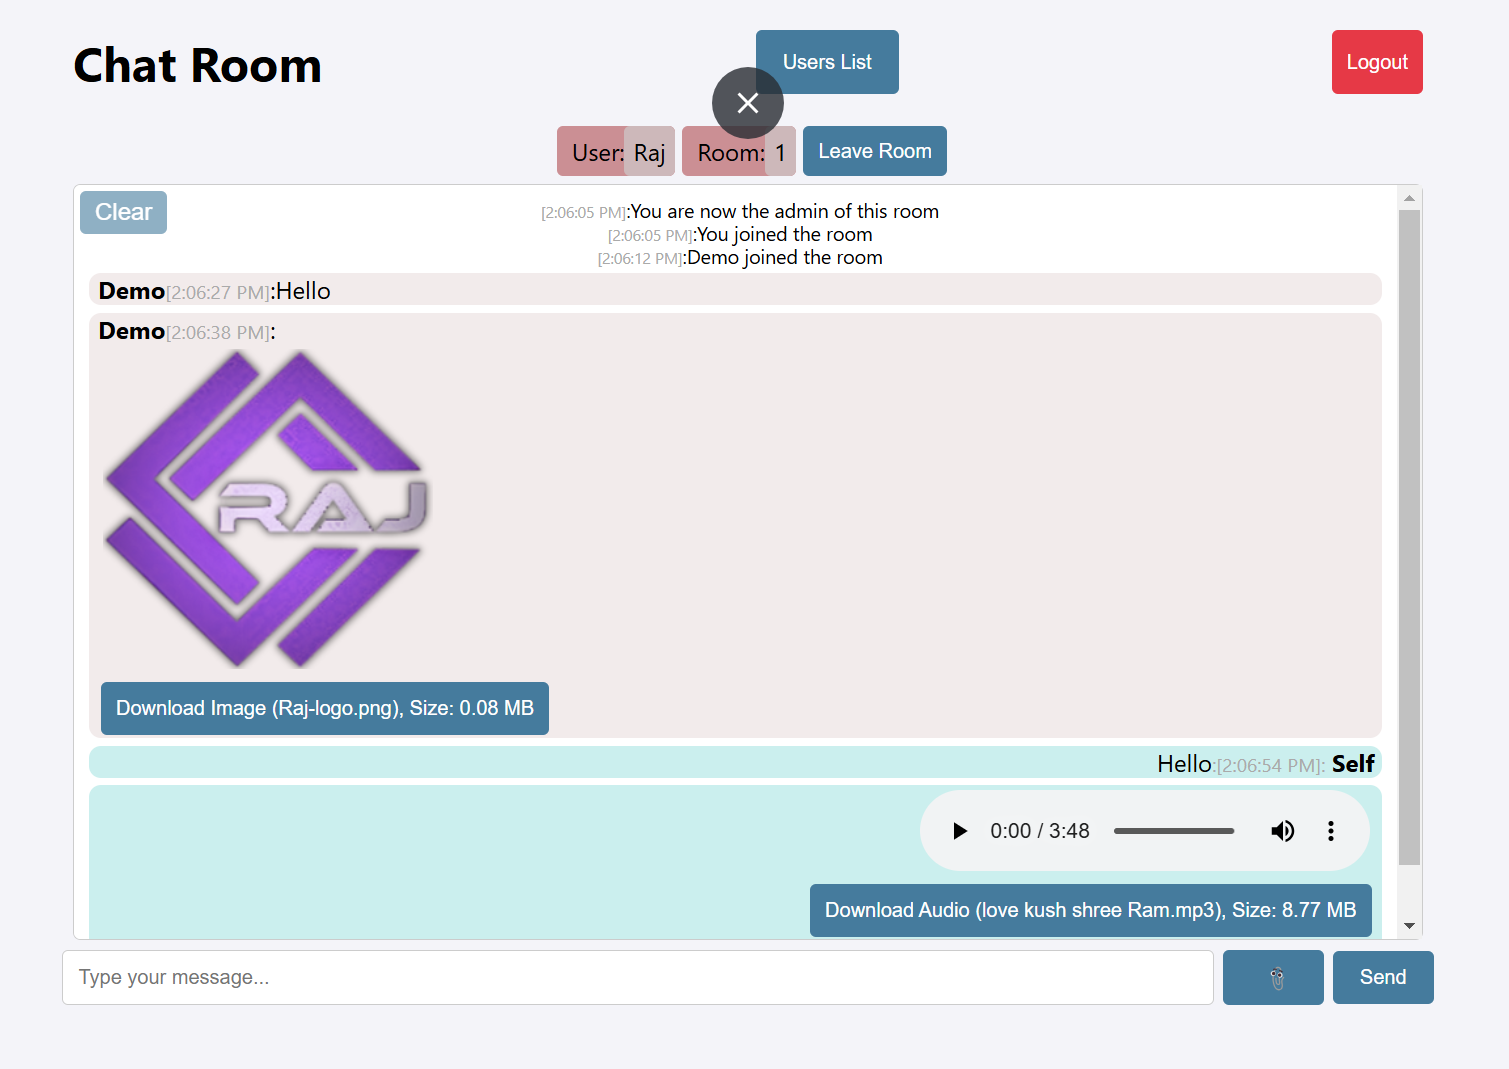 Chat Room
Users List
Logout
User: Raj
Room: 1
Leave Room
Clear
[2:06:05 PM]:You are now the admin of this room
[2:06:05 PM]:You joined the room
[2:06:12 PM]:Demo joined the room
Demo[2:06:27 PM]:Hello
Demo[2:06:38 PM]:
RAJ
Download Image (Raj-logo.png), Size: 0.08 MB
Hello:[2:06:54 PM]: Self
0:00 / 3:48
Download Audio (love kush shree Ram.mp3), Size: 8.77 MB
Type your message...
Send